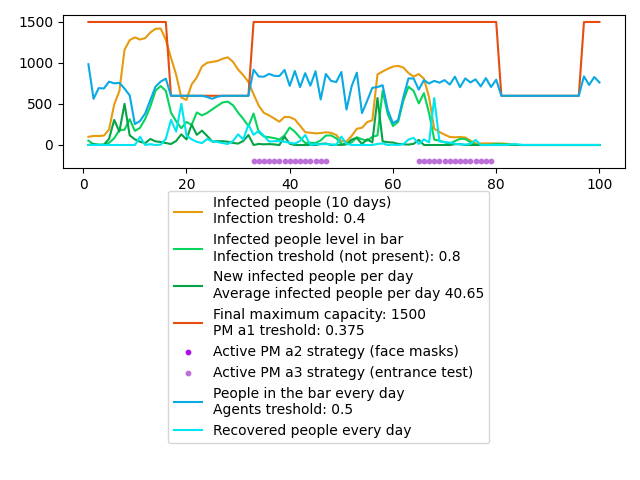 1500
1000
500
0
0
20
40
60
80
100
Infected people (10 days)
Infection treshold: 0.4
Infected people level in bar
Infection treshold (not present): 0.8
New infected people per day
Average infected people per day 40.65
Final maximum capacity: 1500
PM a1 treshold: 0.375
Active PM a2 strategy (face masks)
Active PM a3 strategy (entrance test)
People in the bar every day
Agents treshold: 0.5
Recovered people every day